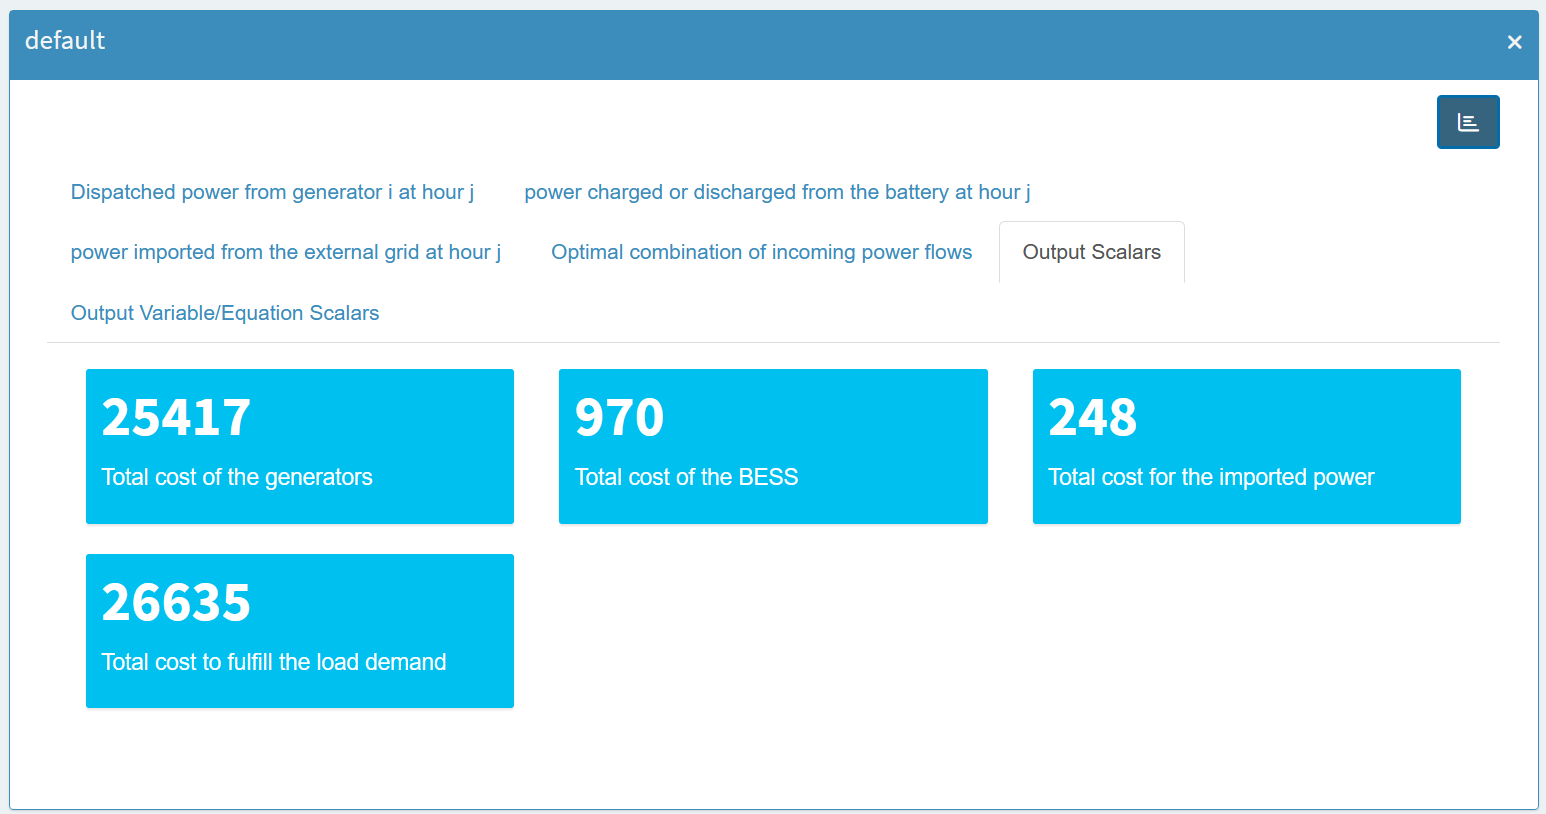 default
Dispatched power from generator i at hour j
power charged or discharged from the battery at hour j
power imported from the external grid at hour j
Optimal combination of incoming power flows
Output Scalars
Output Variable/Equation Scalars
25417
Total cost of the generators
970
Total cost of the BESS
248
Total cost for the imported power
26635
Total cost to fulfill the load demand